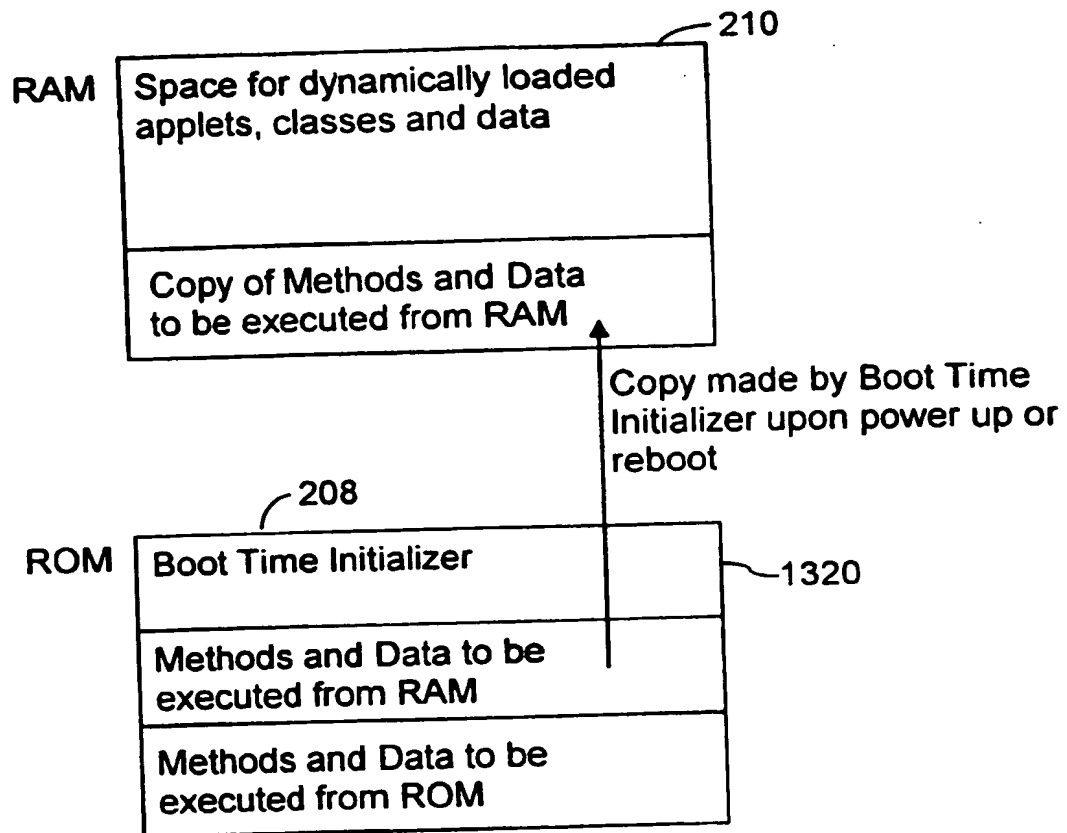 210
RAM
Space for dynamically loaded
applets, classes and data
Copy of Methods and Data
to be executed from RAM
Copy made by Boot Time
Initializer upon power up or
reboot
208
ROM
Boot Time Initializer
1320
Methods and Data to be
executed from RAM
Methods and Data to be
executed from ROM